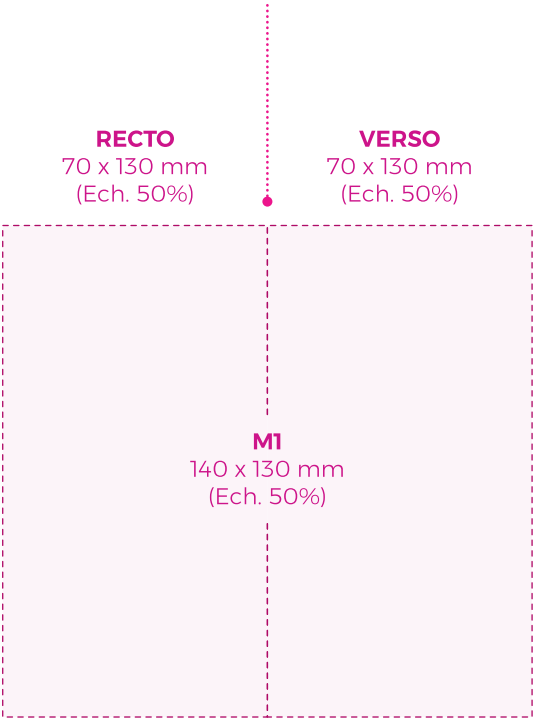 RECTO
70 x 130 mm
(Ech. 50%)
VERSO
70 x 130 mm
(Ech. 50%)
M1
140 x 130 mm
(Ech. 50%)